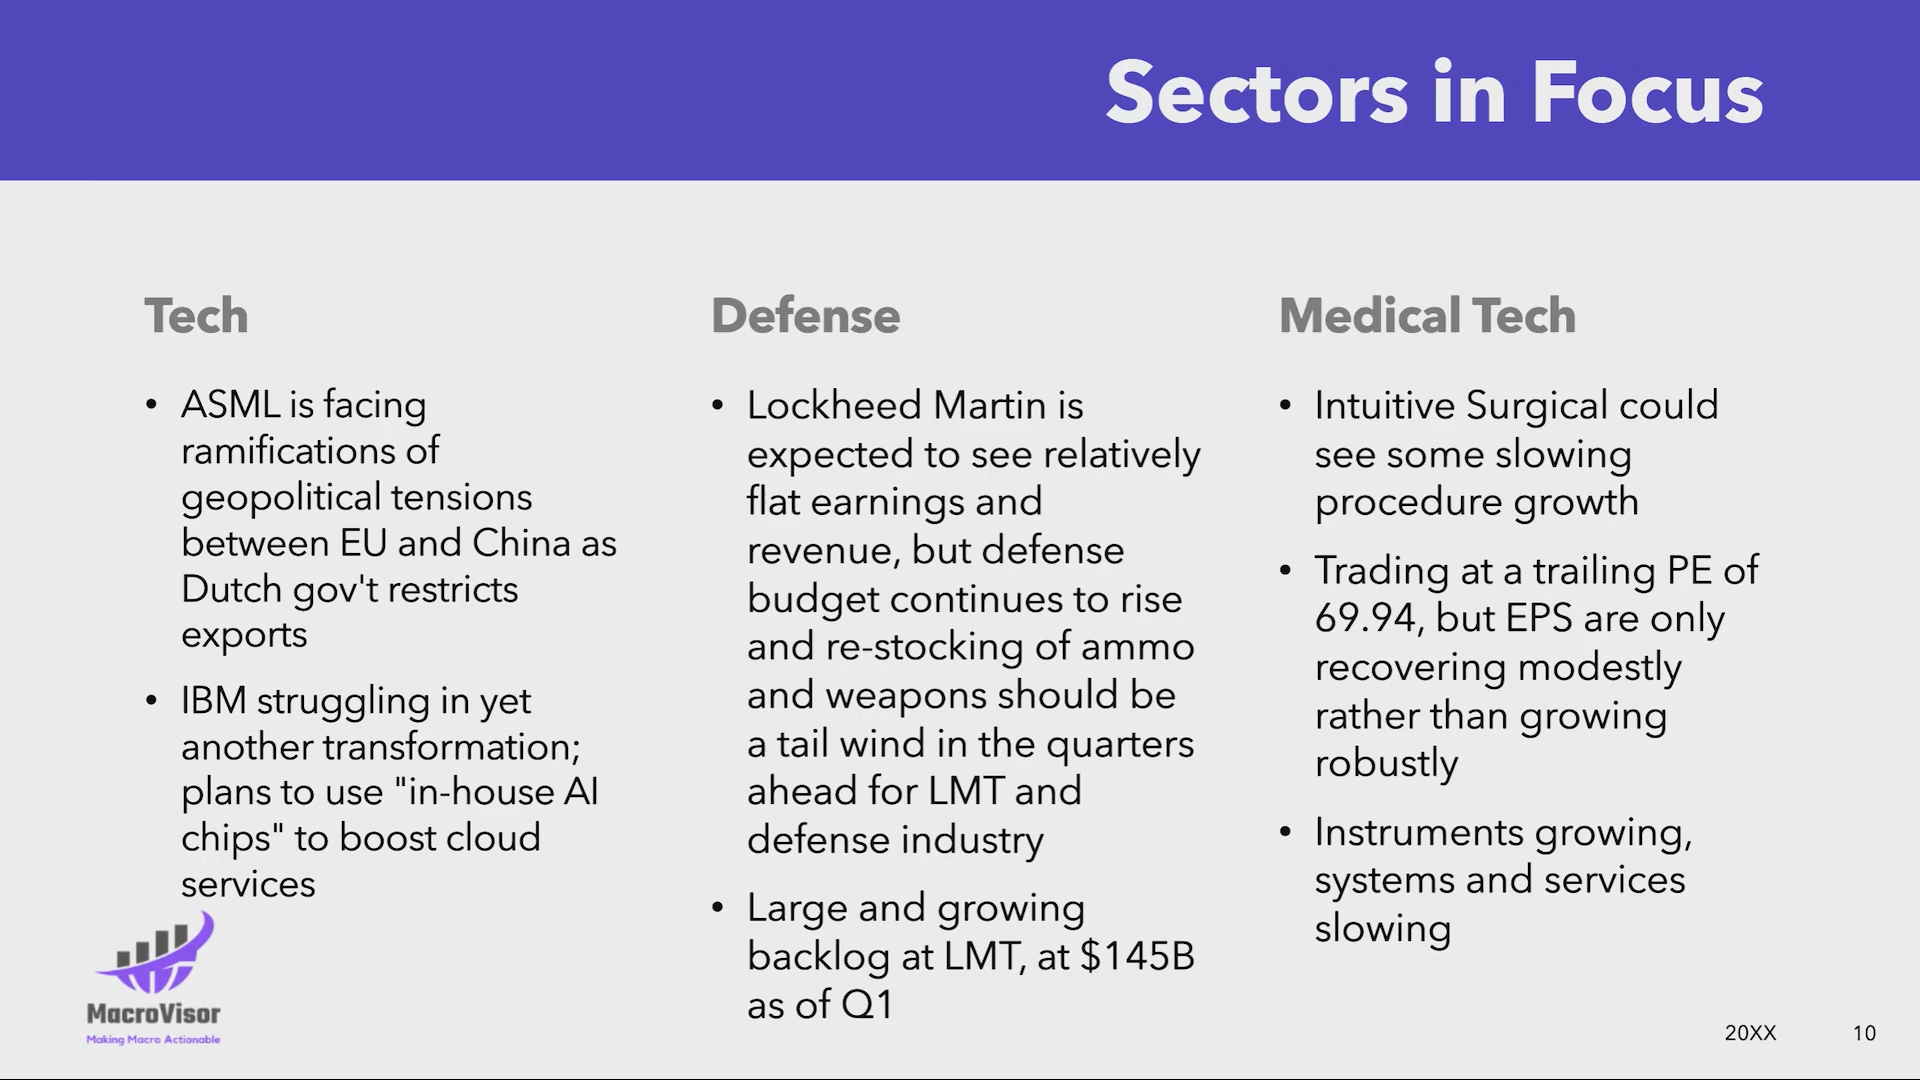 Sectors in Focus
Tech
• ASML is facing
ramifications of
geopolitical tensions
between EU and China as
Dutch gov't restricts
exports
• IBM struggling in yet
another transformation;
plans to use "in-house AI
chips" to boost cloud
services
Defense
• Lockheed Martin is
expected to see relatively
flat earnings and
revenue, but defense
budget continues to rise
and re-stocking of ammo
and weapons should be
a tail wind in the quarters
ahead for LMT and
defense industry
• Large and growing
backlog at LMT, at $145B
as of Q1
Medical Tech
• Intuitive Surgical could
see some slowing
procedure growth
• Trading at a trailing PE of
69.94, but EPS are only
recovering modestly
rather than growing
robustly
• Instruments growing,
systems and services
slowing
MacroVisor
Making Macro Actionable
20XX
10